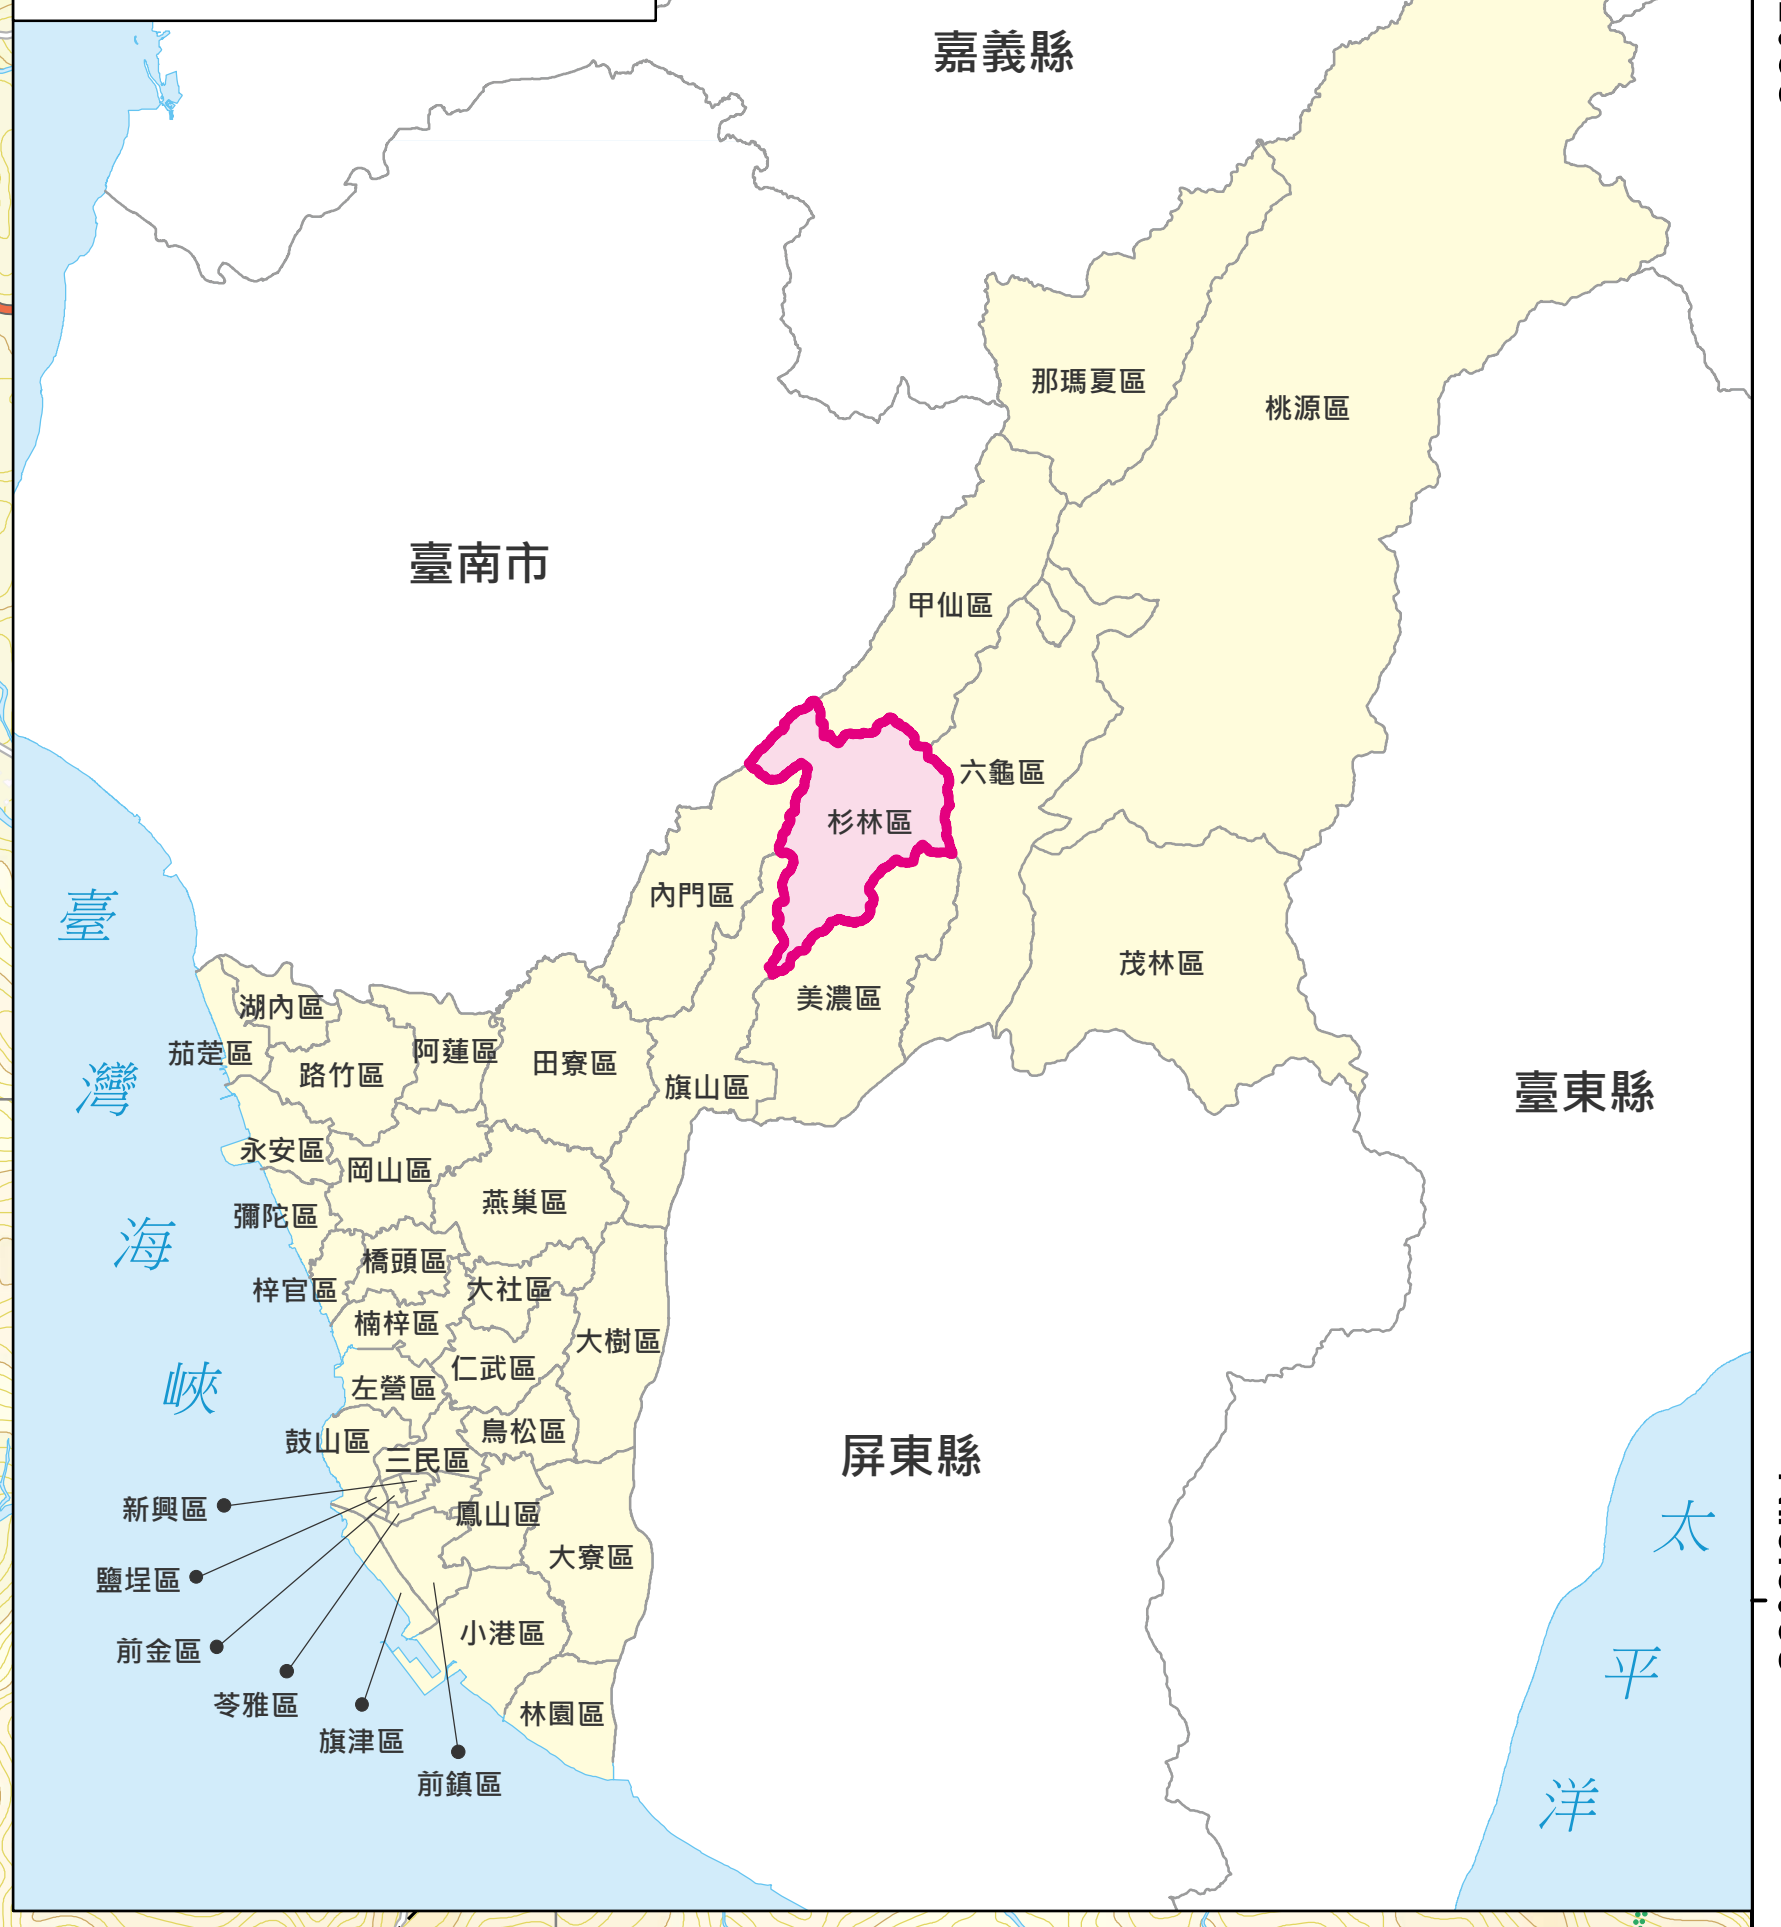 嘉義縣
那瑪夏區
桃源區
臺南市
甲仙區
六龜區
杉林區
內門區
臺灣海峽
茂林區
美濃區
湖內區
茄萣區
阿蓮區
路竹區
田寮區
旗山區
臺東縣
永安區
岡山區
燕巢區
彌陀區
橋頭區
梓官區
大社區
楠梓區
大樹區
仁武區
左營區
鳥松區
鼓山區
三民區
屏東縣
新興區
鳳山區
太平洋
大寮區
鹽埕區
小港區
前金區
苓雅區
林園區
旗津區
前鎮區